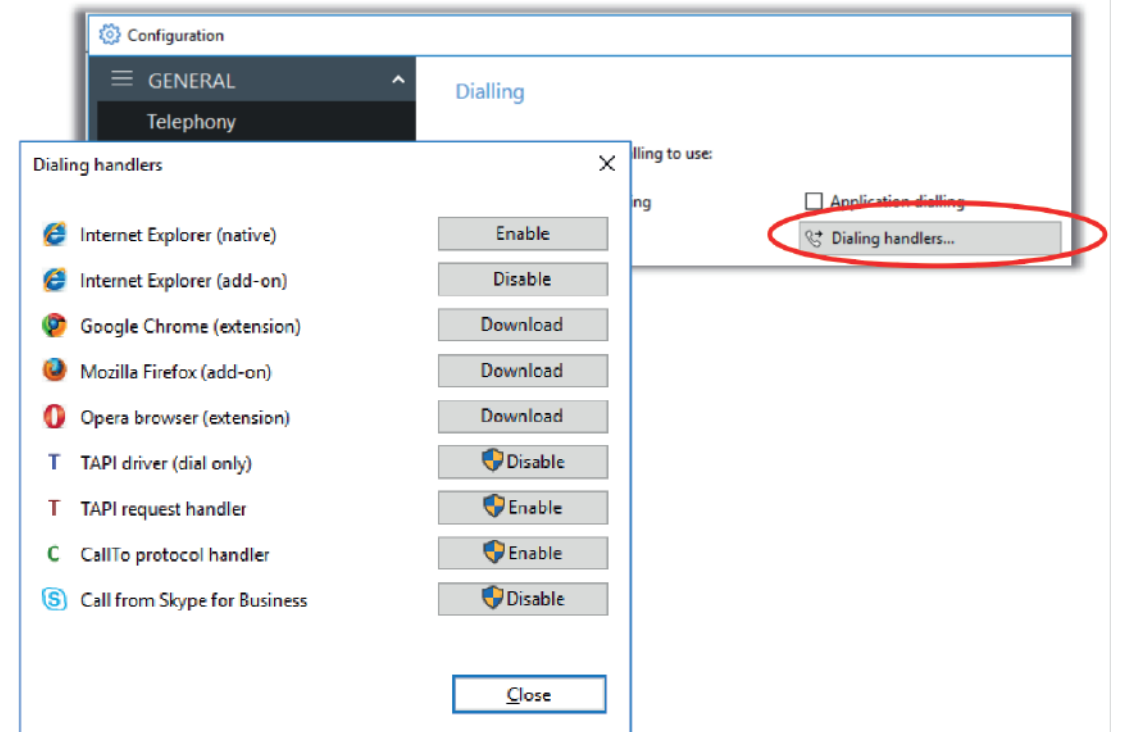 Configuration
GENERAL
Telephony
Dialling
lling to use:
ing
Application dialling
Dialing handlers...
Dialing handlers
Internet Explorer (native) Enable
Internet Explorer (add-on) Disable
Google Chrome (extension) Download
Mozilla Firefox (add-on) Download
Opera browser (extension) Download
T TAPI driver (dial only) Disable
T TAPI request handler Enable
C CallTo protocol handler Enable
S Call from Skype for Business Disable
Close